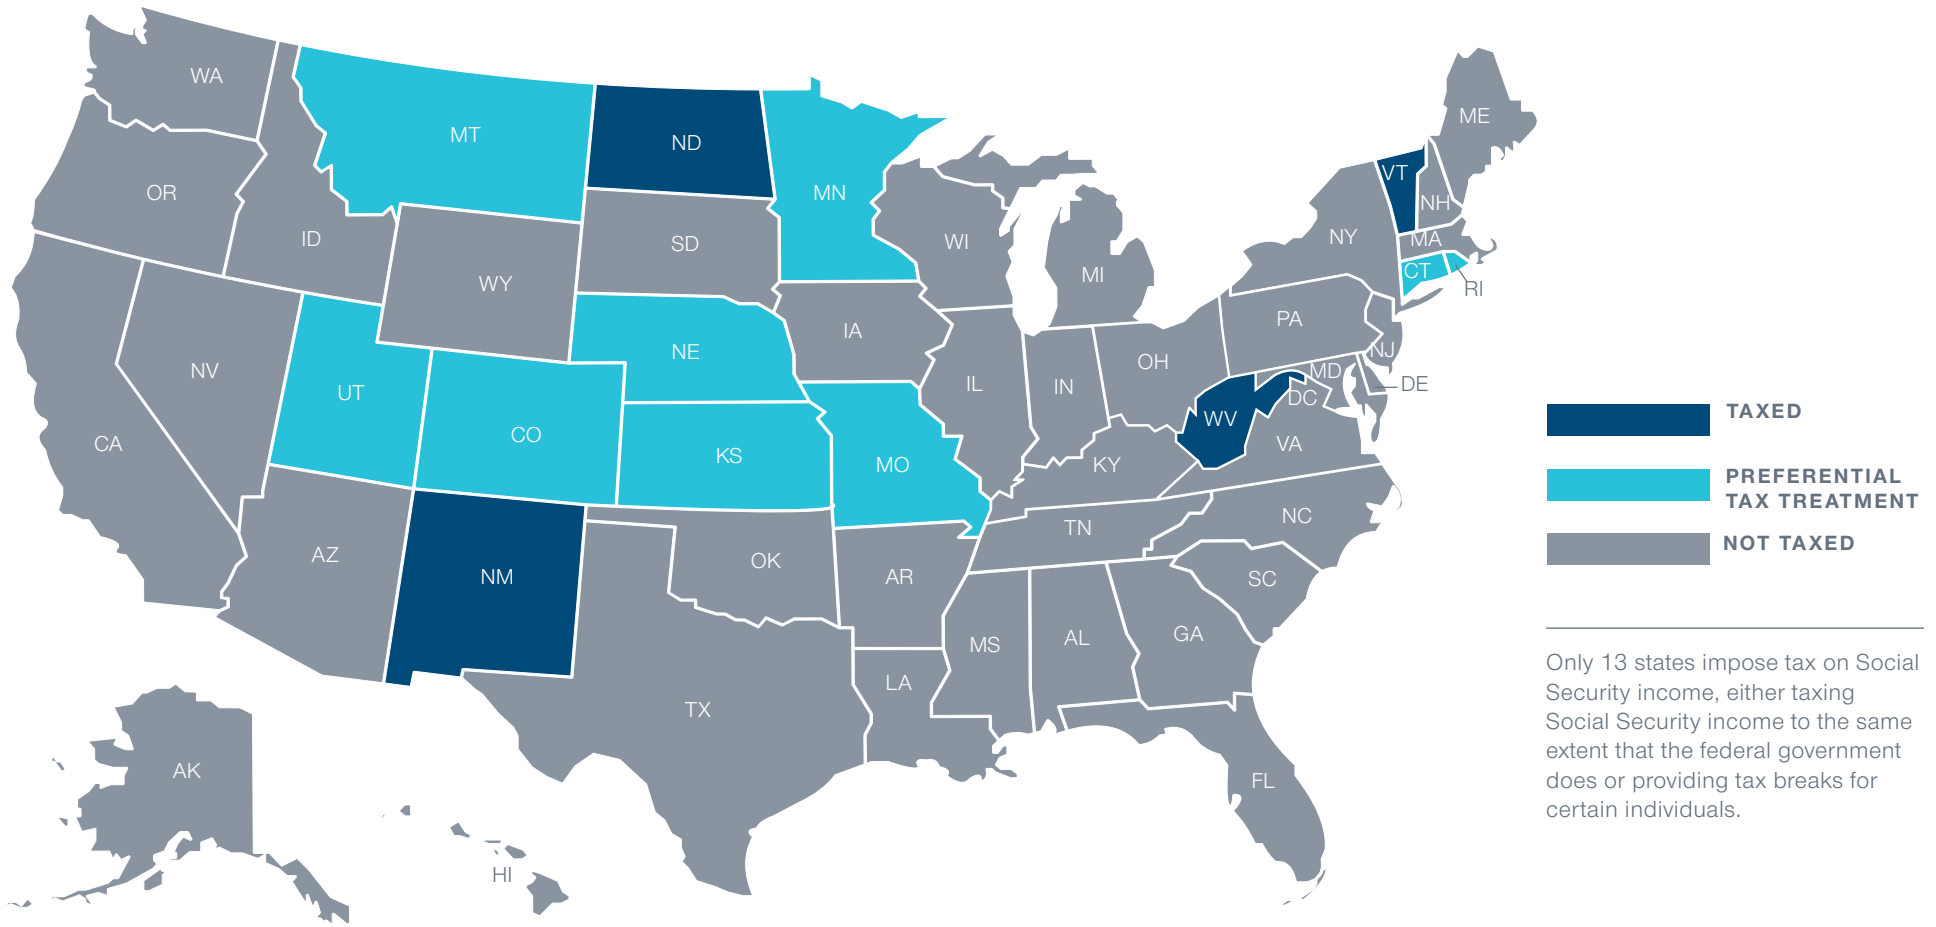 WA
MT
ND
MN
ME
VT
OR
NH
ID
SD
WI
NY
MA
WY
MI
CT
RI
IA
PA
NE
NJ
NV
UT
IL
IN
OH
MD
DE
DC
CA
CO
KS
MO
WV
VA
KY
AZ
NM
OK
AR
TN
NC
SC
MS
AL
GA
LA
TX
AK
HI
FL
TAXED
PREFERENTIAL
TAX TREATMENT
NOT TAXED
Only 13 states impose tax on Social
Security income, either taxing
Social Security income to the same
extent that the federal government
does or providing tax breaks for
certain individuals.